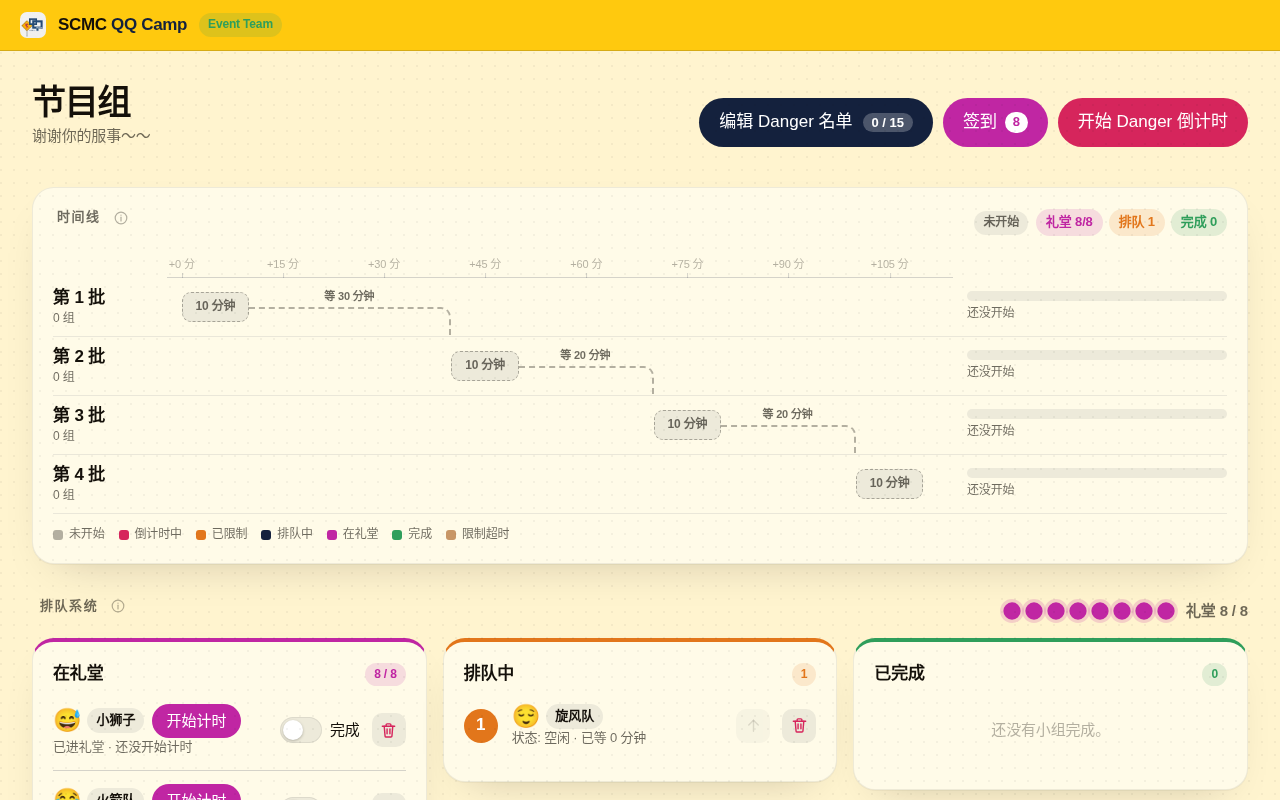 SCMC QQ Camp
Event Team
节目组
谢谢你的服事～～
编辑 Danger 名单 0 / 15
签到 8
开始 Danger 倒计时
时间线
未开始
礼堂 8/8
排队 1
完成 0
+0 分
+15 分
+30 分
+45 分
+60 分
+75 分
+90 分
+105 分
第 1 批
0 组
10 分钟
等 30 分钟
还没开始
第 2 批
0 组
10 分钟
等 20 分钟
还没开始
第 3 批
0 组
10 分钟
等 20 分钟
还没开始
第 4 批
0 组
10 分钟
还没开始
未开始
倒计时中
已限制
排队中
在礼堂
完成
限制超时
排队系统
礼堂 8 / 8
在礼堂
8 / 8
小狮子
开始计时
完成
已进礼堂 · 还没开始计时
火箭队
开始计时
排队中
1
1
旋风队
状态: 空闲 · 已等 0 分钟
已完成
0
还没有小组完成。